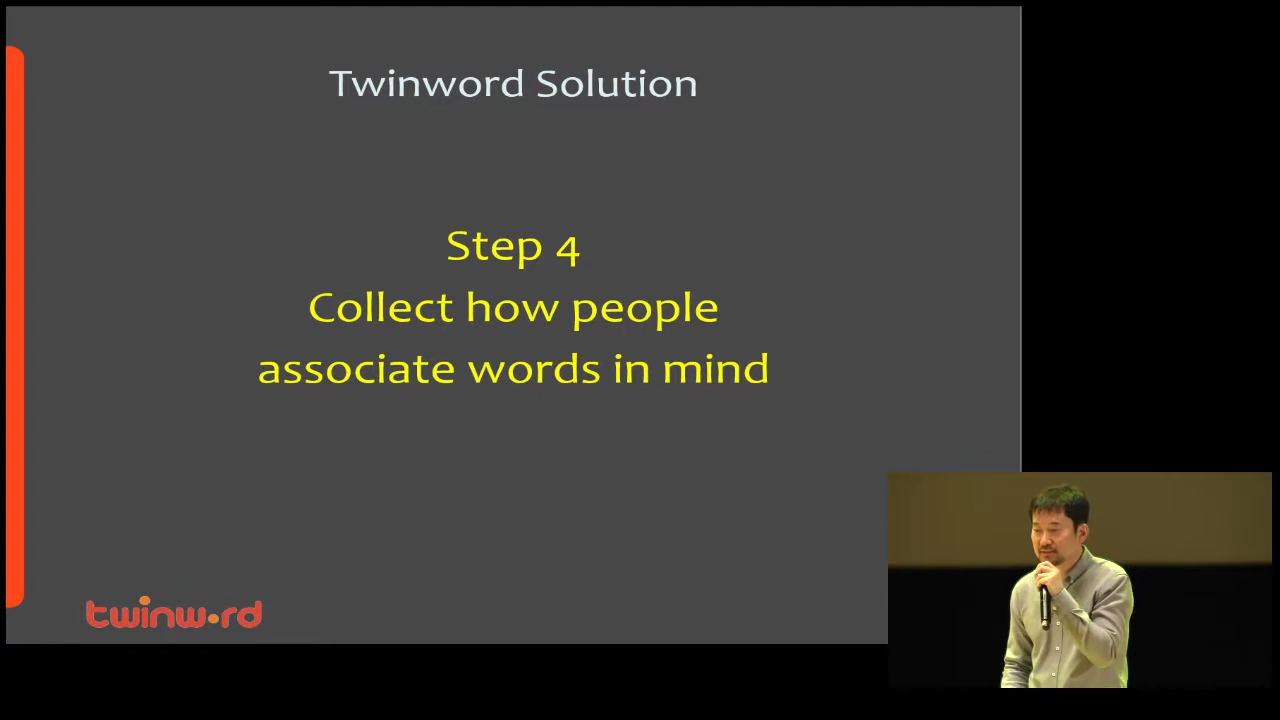 Twinword Solution
Step 4
Collect how people
associate words in mind
twinword